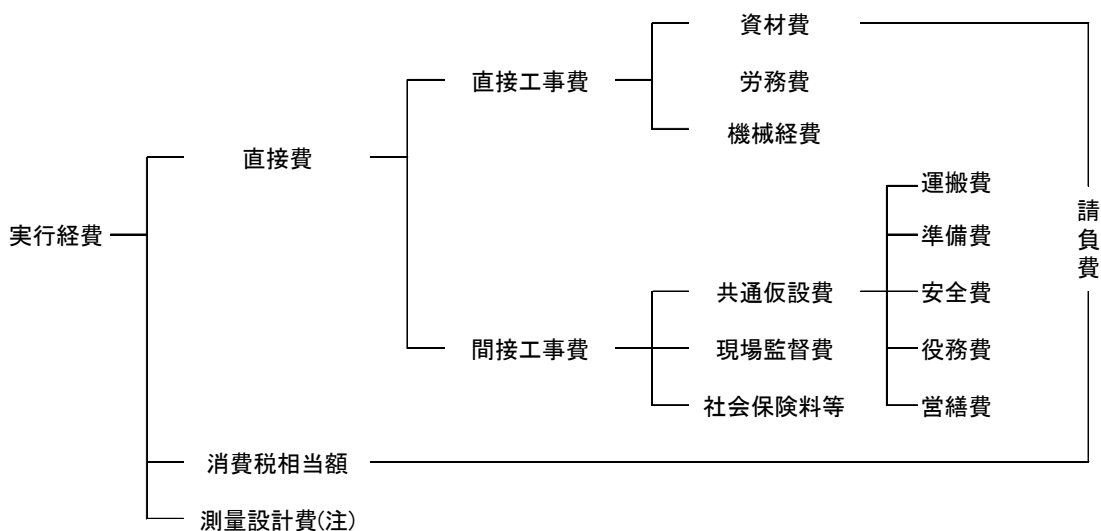 資材費
直接工事費
労務費
機械経費
直接費
運搬費
請負費
実行経費
準備費
共通仮設費
安全費
間接工事費
現場監督費
役務費
社会保険料等
営繕費
消費税相当額
測量設計費(注)